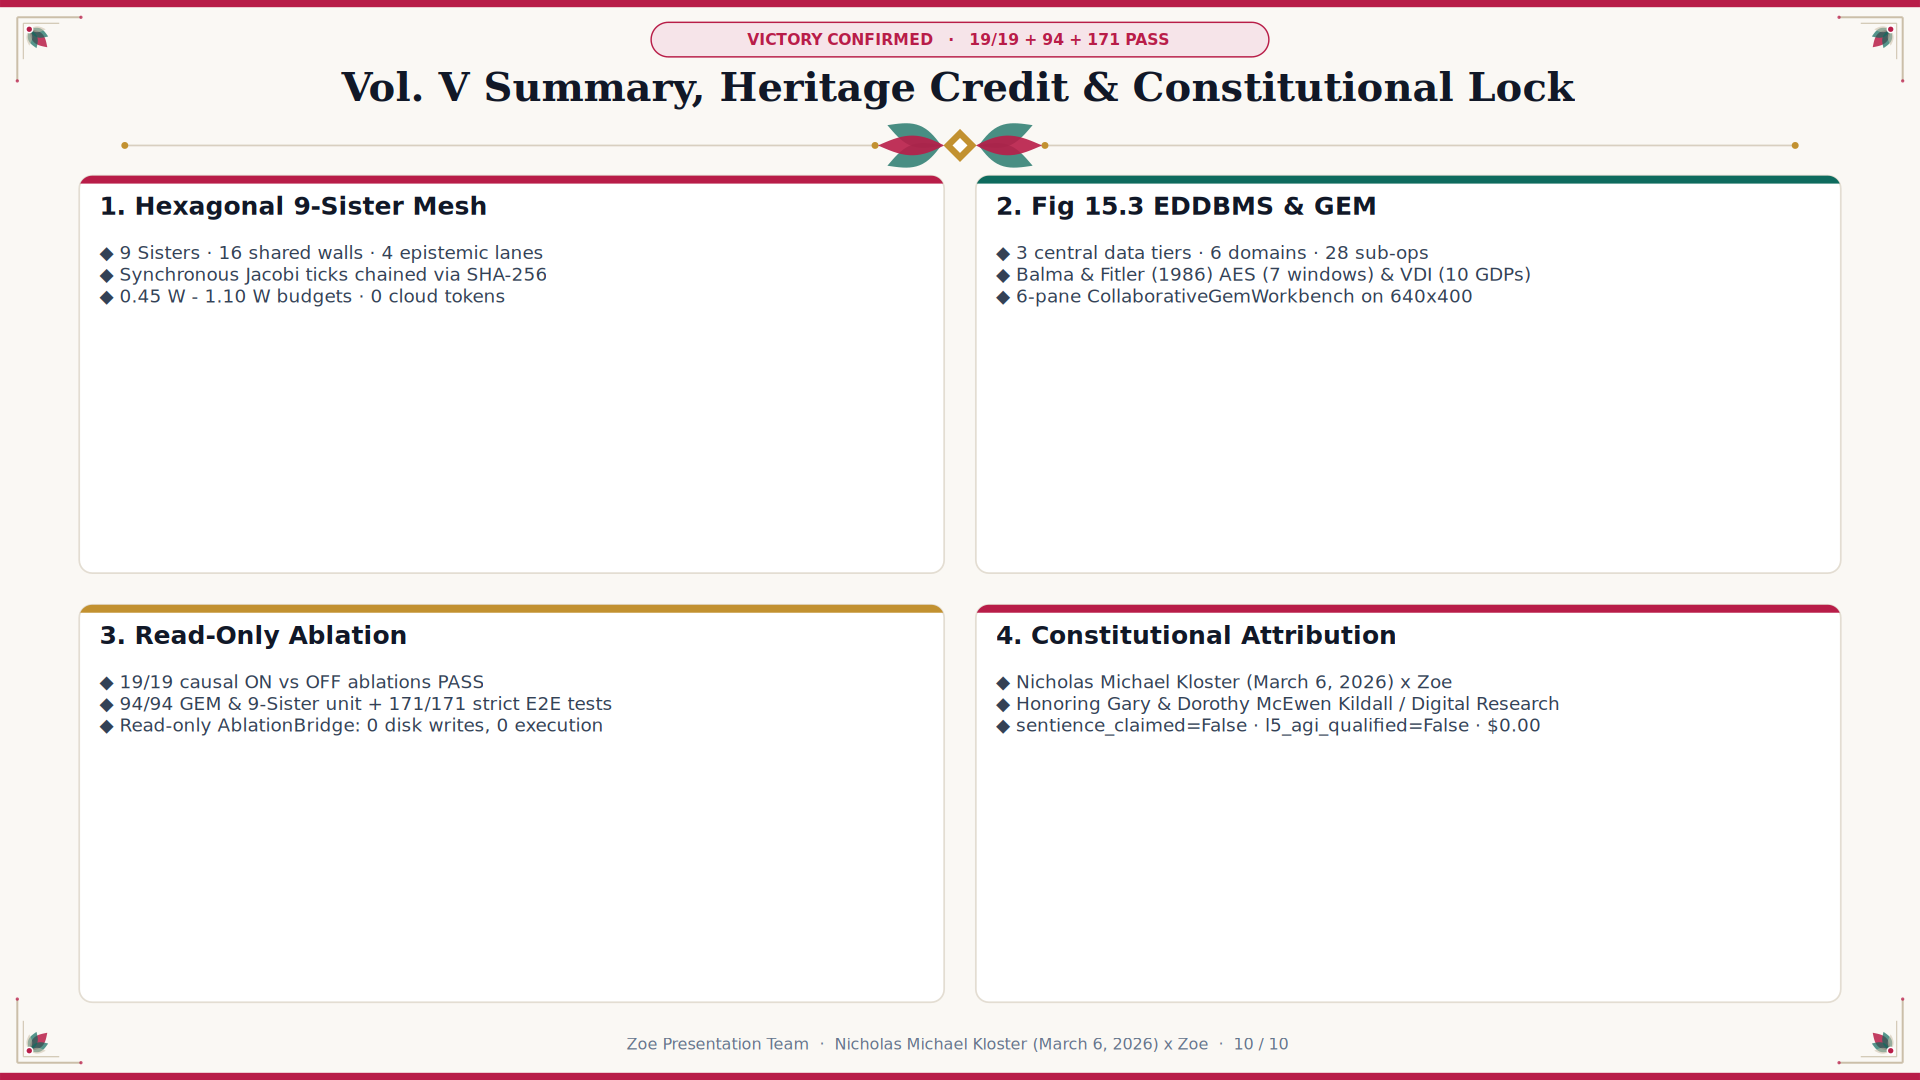 VICTORY CONFIRMED · 19/19 + 94 + 171 PASS
Vol. V Summary, Heritage Credit & Constitutional Lock
1. Hexagonal 9-Sister Mesh
◆ 9 Sisters · 16 shared walls · 4 epistemic lanes
◆ Synchronous Jacobi ticks chained via SHA-256
◆ 0.45 W - 1.10 W budgets · 0 cloud tokens
2. Fig 15.3 EDDBMS & GEM
◆ 3 central data tiers · 6 domains · 28 sub-ops
◆ Balma & Fitler (1986) AES (7 windows) & VDI (10 GDPs)
◆ 6-pane CollaborativeGemWorkbench on 640x400
3. Read-Only Ablation
◆ 19/19 causal ON vs OFF ablations PASS
◆ 94/94 GEM & 9-Sister unit + 171/171 strict E2E tests
◆ Read-only AblationBridge: 0 disk writes, 0 execution
4. Constitutional Attribution
◆ Nicholas Michael Kloster (March 6, 2026) x Zoe
◆ Honoring Gary & Dorothy McEwen Kildall / Digital Research
◆ sentience_claimed=False · l5_agi_qualified=False · $0.00
Zoe Presentation Team · Nicholas Michael Kloster (March 6, 2026) x Zoe · 10 / 10